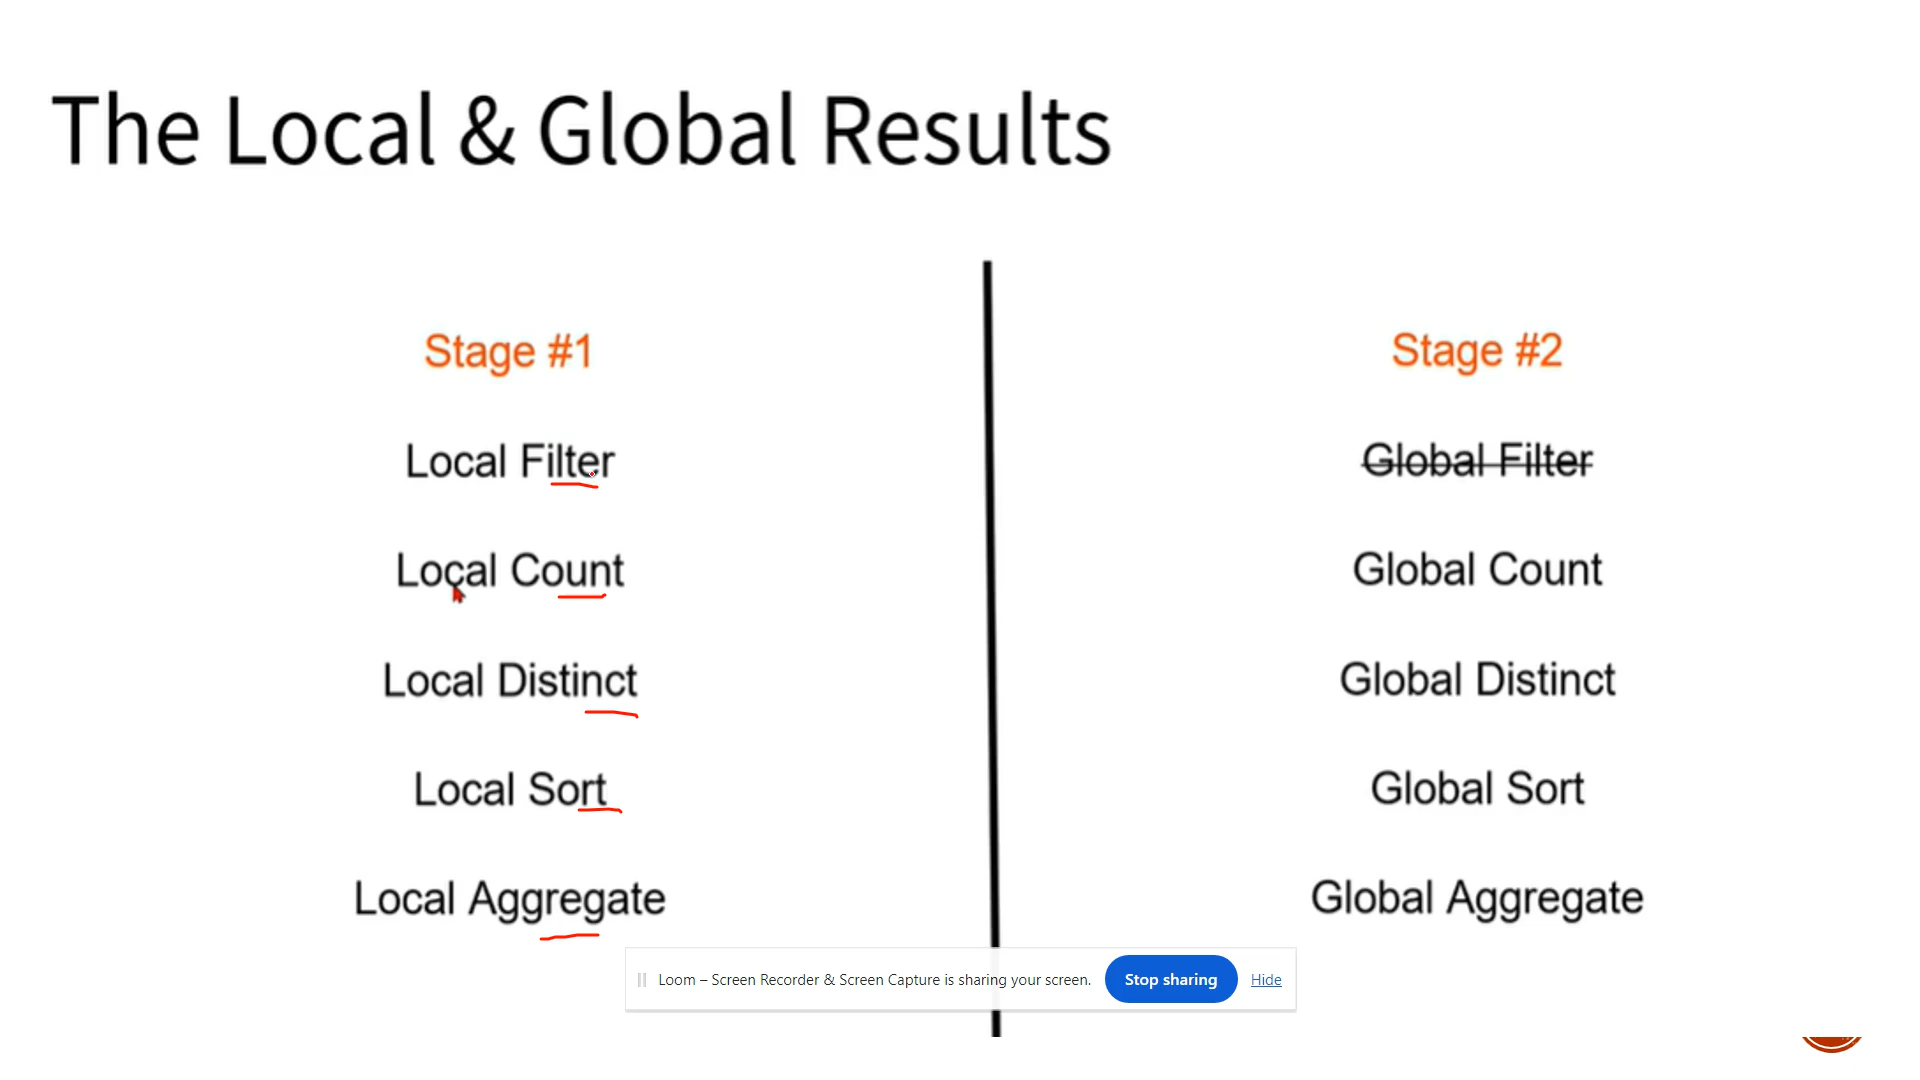 The Local & Global Results
Stage #1
Local Filter
Local Count
Local Distinct
Local Sort
Local Aggregate
Stage #2
Global Filter
Global Count
Global Distinct
Global Sort
Global Aggregate
Loom – Screen Recorder & Screen Capture is sharing your screen. Stop sharing Hide